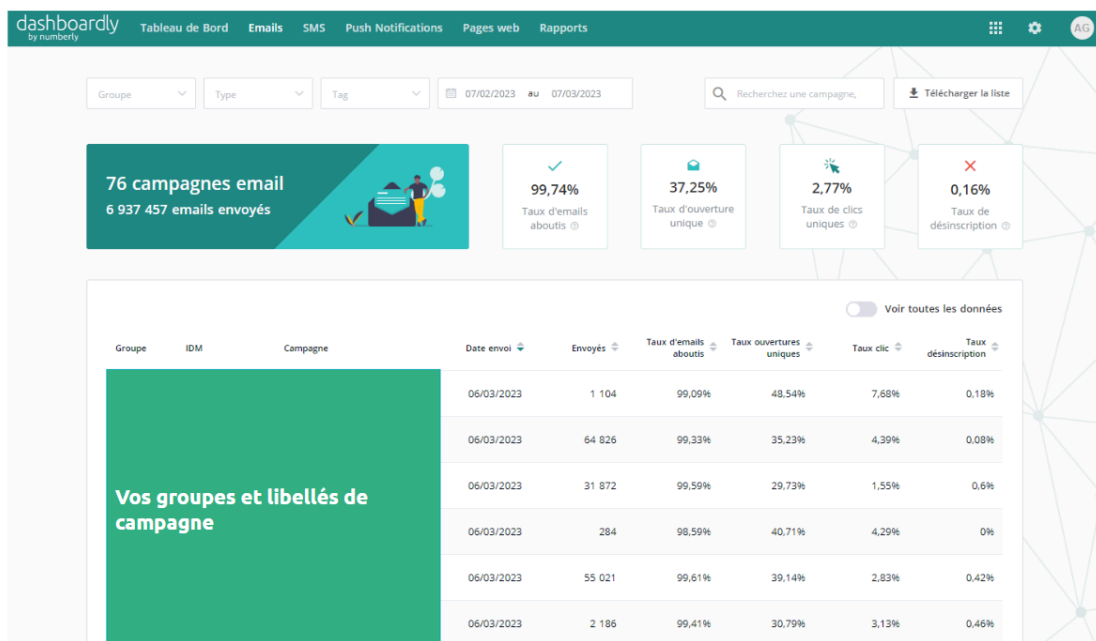 dashboardly
by numberly
Tableau de Bord Emails SMS Push Notifications Pages web Rapports
AG
Groupe Type Tag 07/02/2023 au 07/03/2023 Recherchez une campagne, Télécharger la liste
76 campagnes email
6 937 457 emails envoyés
99,74%
Taux d'emails
aboutis
37,25%
Taux d'ouverture
unique
2,77%
Taux de clics
uniques
0,16%
Taux de
désinscription
Voir toutes les données
Groupe IDM Campagne Date envoi Envoyés Taux d'emails aboutis Taux ouvertures uniques Taux clic Taux désinscription
Vos groupes et libellés de
campagne
06/03/2023 1 104 99,09% 48,54% 7,68% 0,18%
06/03/2023 64 826 99,33% 35,23% 4,39% 0,08%
06/03/2023 31 872 99,59% 29,73% 1,55% 0,6%
06/03/2023 284 98,59% 40,71% 4,29% 0%
06/03/2023 55 021 99,61% 39,14% 2,83% 0,42%
06/03/2023 2 186 99,41% 30,79% 3,13% 0,46%